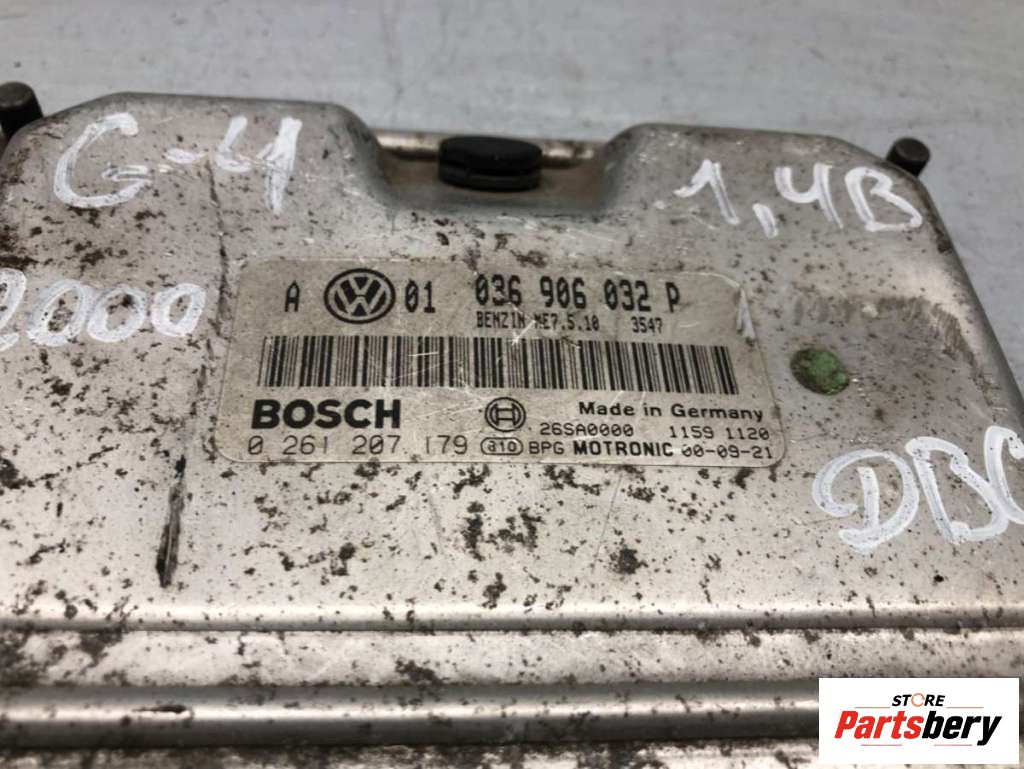 G-4
1,4B
2000
A 01 036 906 032 P
BENZIN ME7.5.10 3547
BOSCH
Made in Germany
26SA0000 1159 1120
0 261 207 179 a10 BPG MOTRONIC 00-09-21
STORE
Partsbery